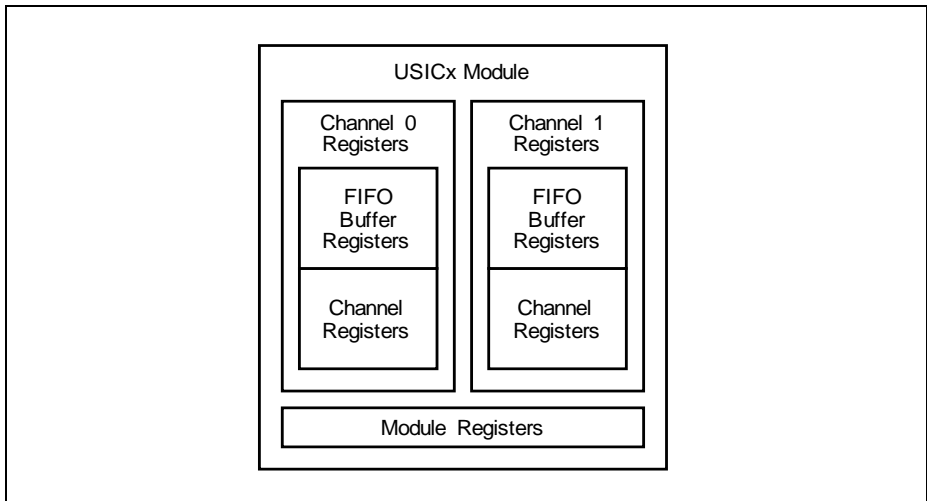 USICx Module
Channel 0
Registers
FIFO
Buffer
Registers
Channel
Registers
Channel 1
Registers
FIFO
Buffer
Registers
Channel
Registers
Module Registers